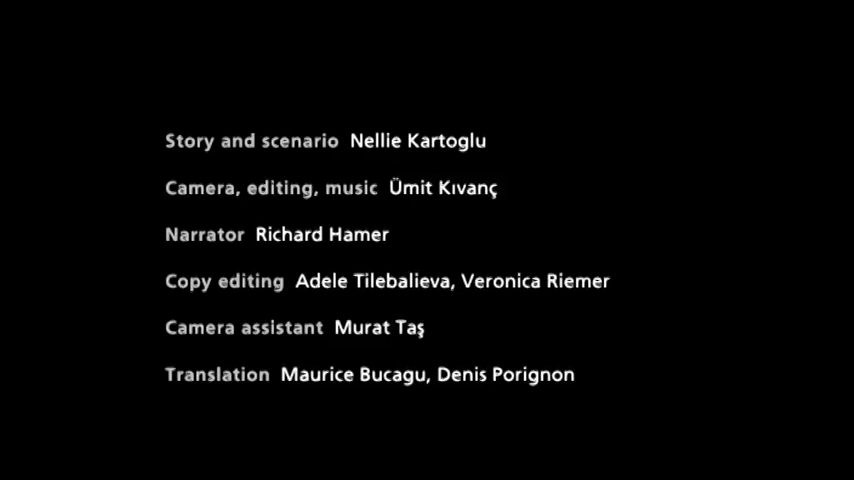 Story and scenario Nellie Kartoglu
Camera, editing, music Ümit Kıvanç
Narrator Richard Hamer
Copy editing Adele Tilebalieva, Veronica Riemer
Camera assistant Murat Taş
Translation Maurice Bucagu, Denis Porignon